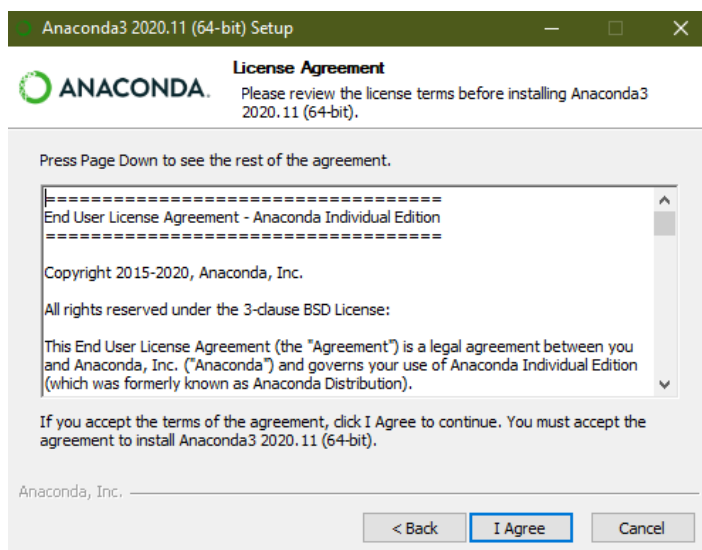 Anaconda3 2020.11 (64-bit) Setup
ANACONDA.
License Agreement
Please review the license terms before installing Anaconda3
2020.11 (64-bit).
Press Page Down to see the rest of the agreement.
====================================
End User License Agreement - Anaconda Individual Edition
====================================
Copyright 2015-2020, Anaconda, Inc.
All rights reserved under the 3-clause BSD License:
This End User License Agreement (the "Agreement") is a legal agreement between you
and Anaconda, Inc. ("Anaconda") and governs your use of Anaconda Individual Edition
(which was formerly known as Anaconda Distribution).
If you accept the terms of the agreement, click I Agree to continue. You must accept the
agreement to install Anaconda3 2020.11 (64-bit).
Anaconda, Inc.
< Back
I Agree
Cancel